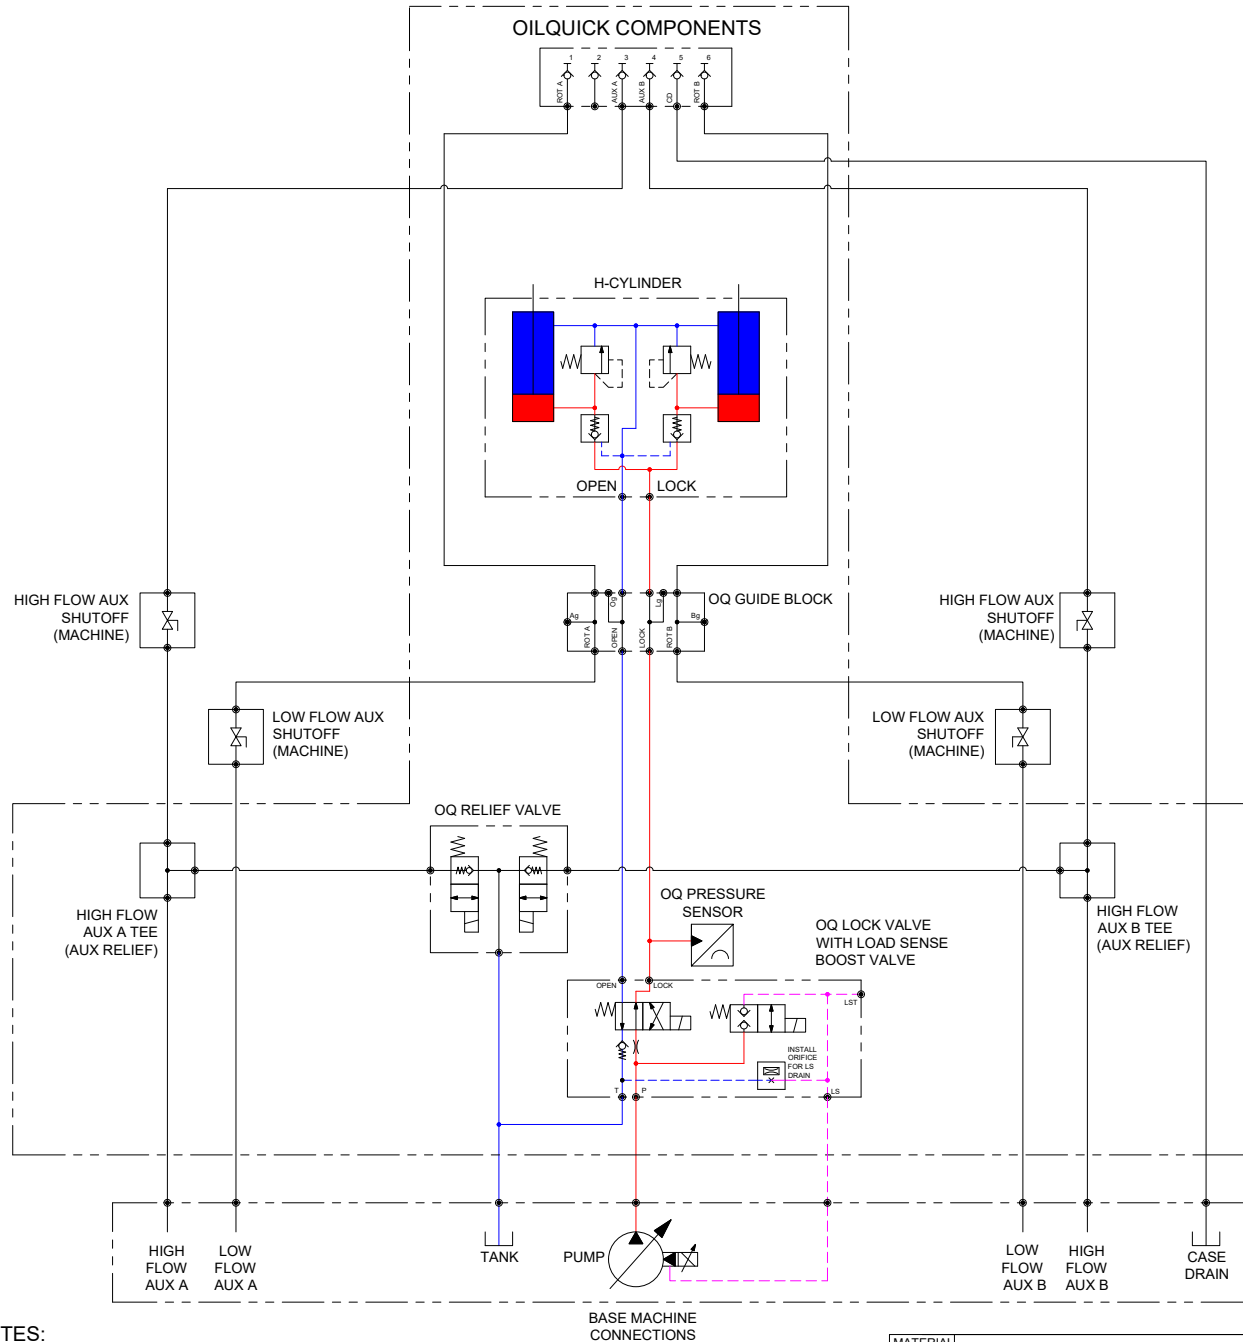 OILQUICK COMPONENTS
1 2 3 4 5 6
ROT A
AUX A
AUX B
CD
ROT B
H-CYLINDER
OPEN LOCK
HIGH FLOW AUX
SHUTOFF
(MACHINE)
Ag
Og
Lg
Bg
ROT A
OPEN
LOCK
ROT B
OQ GUIDE BLOCK
HIGH FLOW AUX
SHUTOFF
(MACHINE)
LOW FLOW AUX
SHUTOFF
(MACHINE)
LOW FLOW AUX
SHUTOFF
(MACHINE)
OQ RELIEF VALVE
HIGH FLOW
AUX A TEE
(AUX RELIEF)
OQ PRESSURE
SENSOR
OQ LOCK VALVE
WITH LOAD SENSE
BOOST VALVE
HIGH FLOW
AUX B TEE
(AUX RELIEF)
OPEN
LOCK
LST
INSTALL
ORIFICE
FOR LS
DRAIN
T
P
LS
HIGH
FLOW
AUX A
LOW
FLOW
AUX A
TANK
PUMP
LOW
FLOW
AUX B
HIGH
FLOW
AUX B
CASE
DRAIN
BASE MACHINE
CONNECTIONS
TES:
MATERIAL